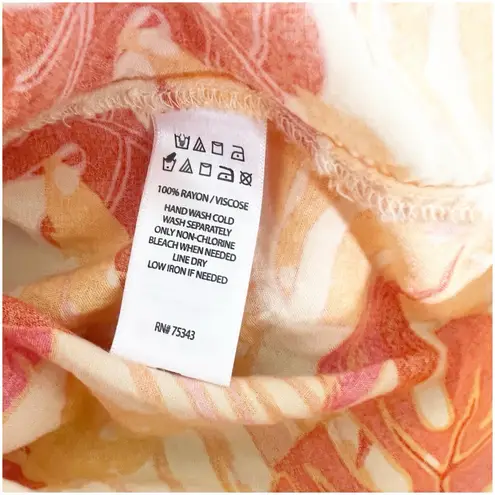 100% RAYON / VISCOSE
HAND WASH COLD
WASH SEPARATELY
ONLY NON-CHLORINE
BLEACH WHEN NEEDED
LINE DRY
LOW IRON IF NEEDED
RN# 75343